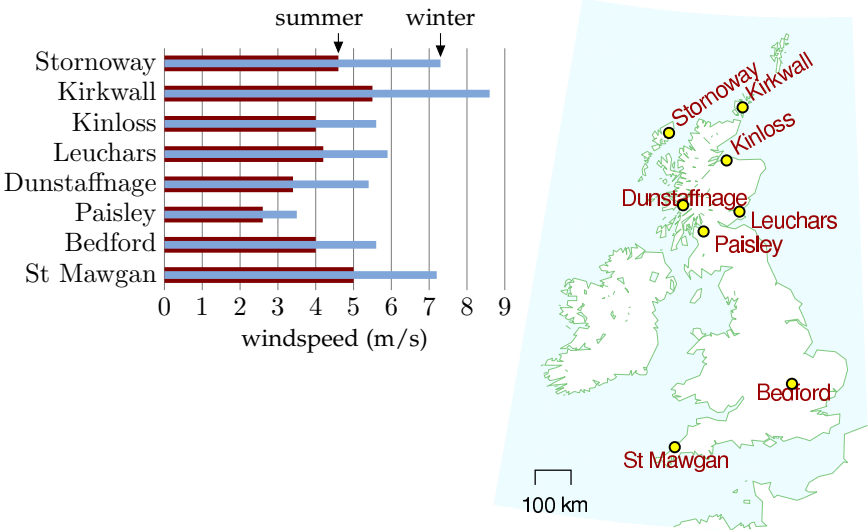 summer winter
Stornoway
Kirkwall
Kinloss
Leuchars
Dunstaffnage
Paisley
Bedford
St Mawgan
0 1 2 3 4 5 6 7 8 9
windspeed (m/s)
Stornoway
Kirkwall
Kinloss
Dunstaffnage
Leuchars
Paisley
Bedford
St Mawgan
100 km